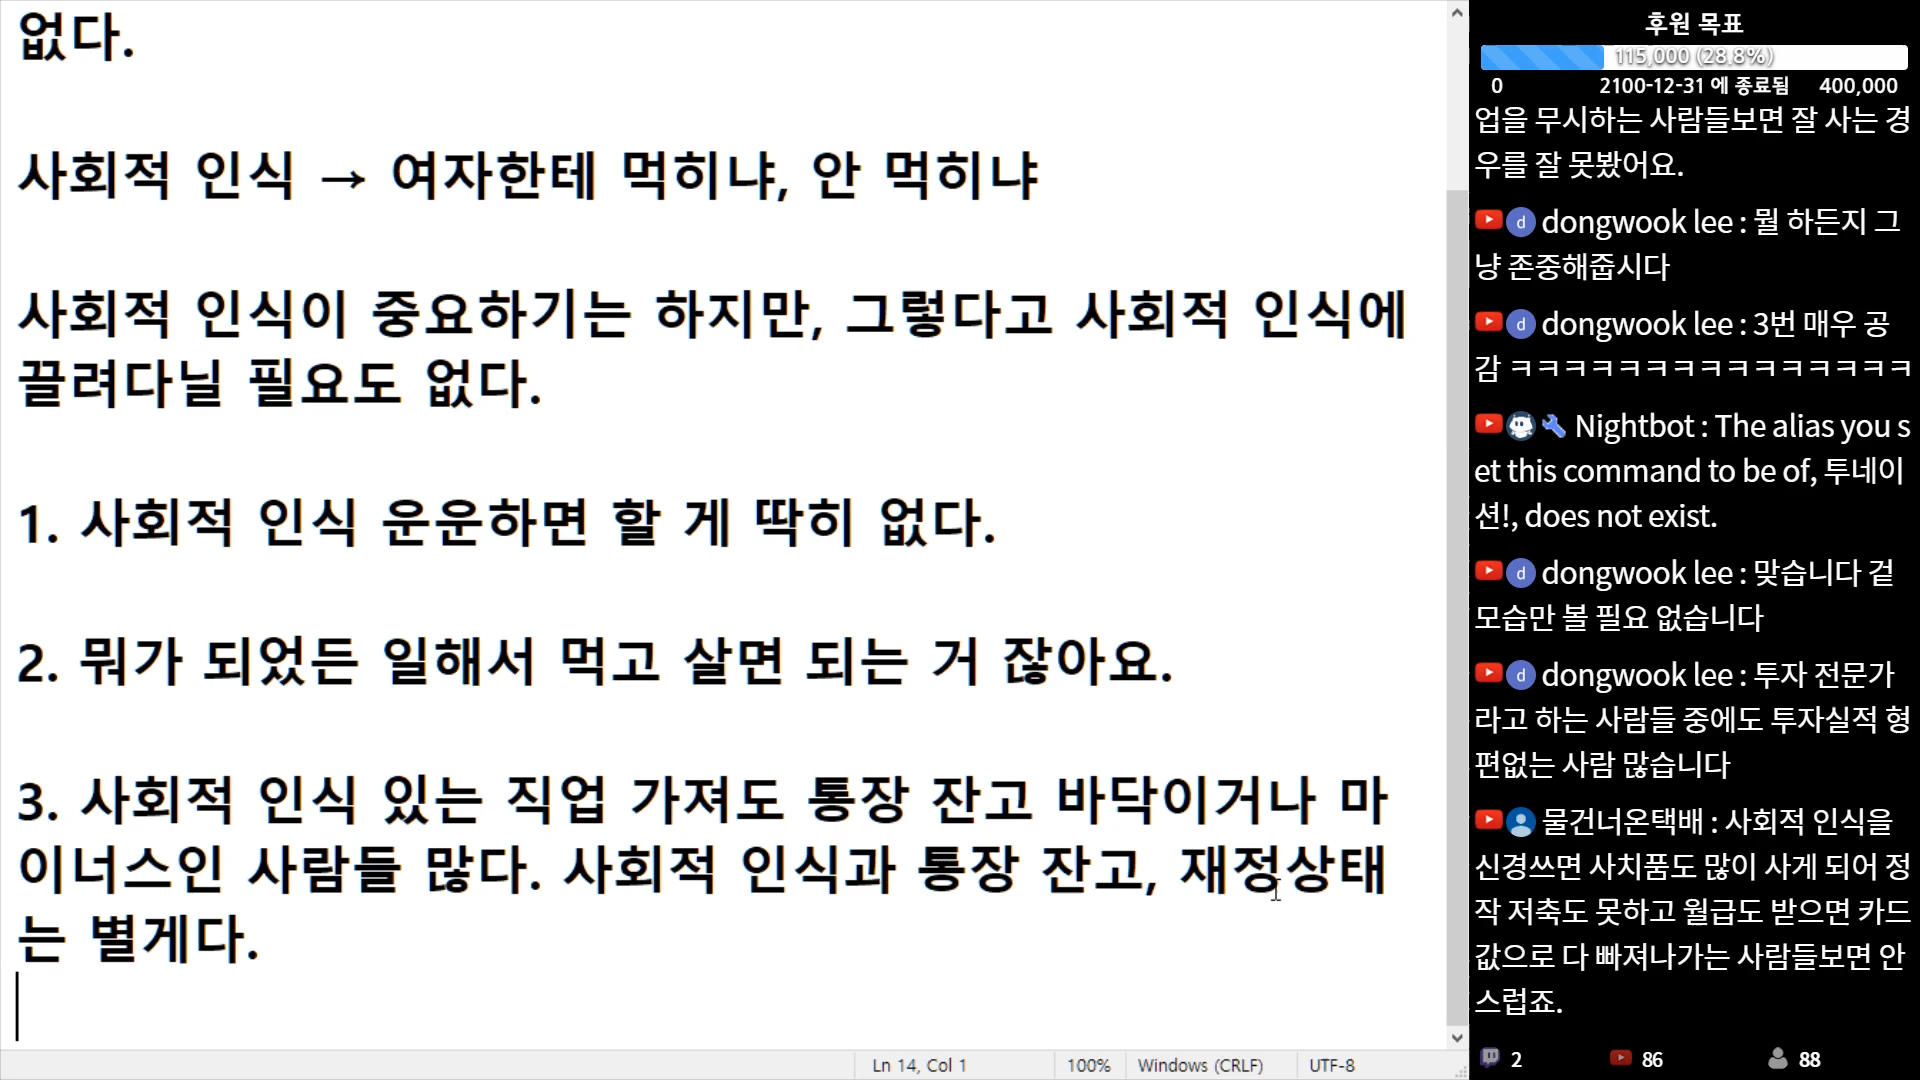 없다.
사회적 인식 → 여자한테 먹히냐, 안 먹히냐
사회적 인식이 중요하기는 하지만, 그렇다고 사회적 인식에
끌려다닐 필요도 없다.
1. 사회적 인식 운운하면 할 게 딱히 없다.
2. 뭐가 되었든 일해서 먹고 살면 되는 거 잖아요.
3. 사회적 인식 있는 직업 가져도 통장 잔고 바닥이거나 마
이너스인 사람들 많다. 사회적 인식과 통장 잔고, 재정상태
는 별게다.
Ln 14, Col 1
100%
Windows (CRLF)
UTF-8
후원 목표
115,000 (28.8%)
0 2100-12-31 에 종료됨 400,000
업을 무시하는 사람들보면 잘 사는 경
우를 잘 못봤어요.
d dongwook lee : 뭘 하든지 그
냥 존중해줍시다
d dongwook lee : 3번 매우 공
감 ㅋㅋㅋㅋㅋㅋㅋㅋㅋㅋㅋㅋㅋㅋㅋ
Nightbot : The alias you s
et this command to be of, 투네이
션!, does not exist.
d dongwook lee : 맞습니다 겉
모습만 볼 필요 없습니다
d dongwook lee : 투자 전문가
라고 하는 사람들 중에도 투자실적 형
편없는 사람 많습니다
물건너온택배 : 사회적 인식을
신경쓰면 사치품도 많이 사게 되어 정
작 저축도 못하고 월급도 받으면 카드
값으로 다 빠져나가는 사람들보면 안
스럽죠.
2 86 88